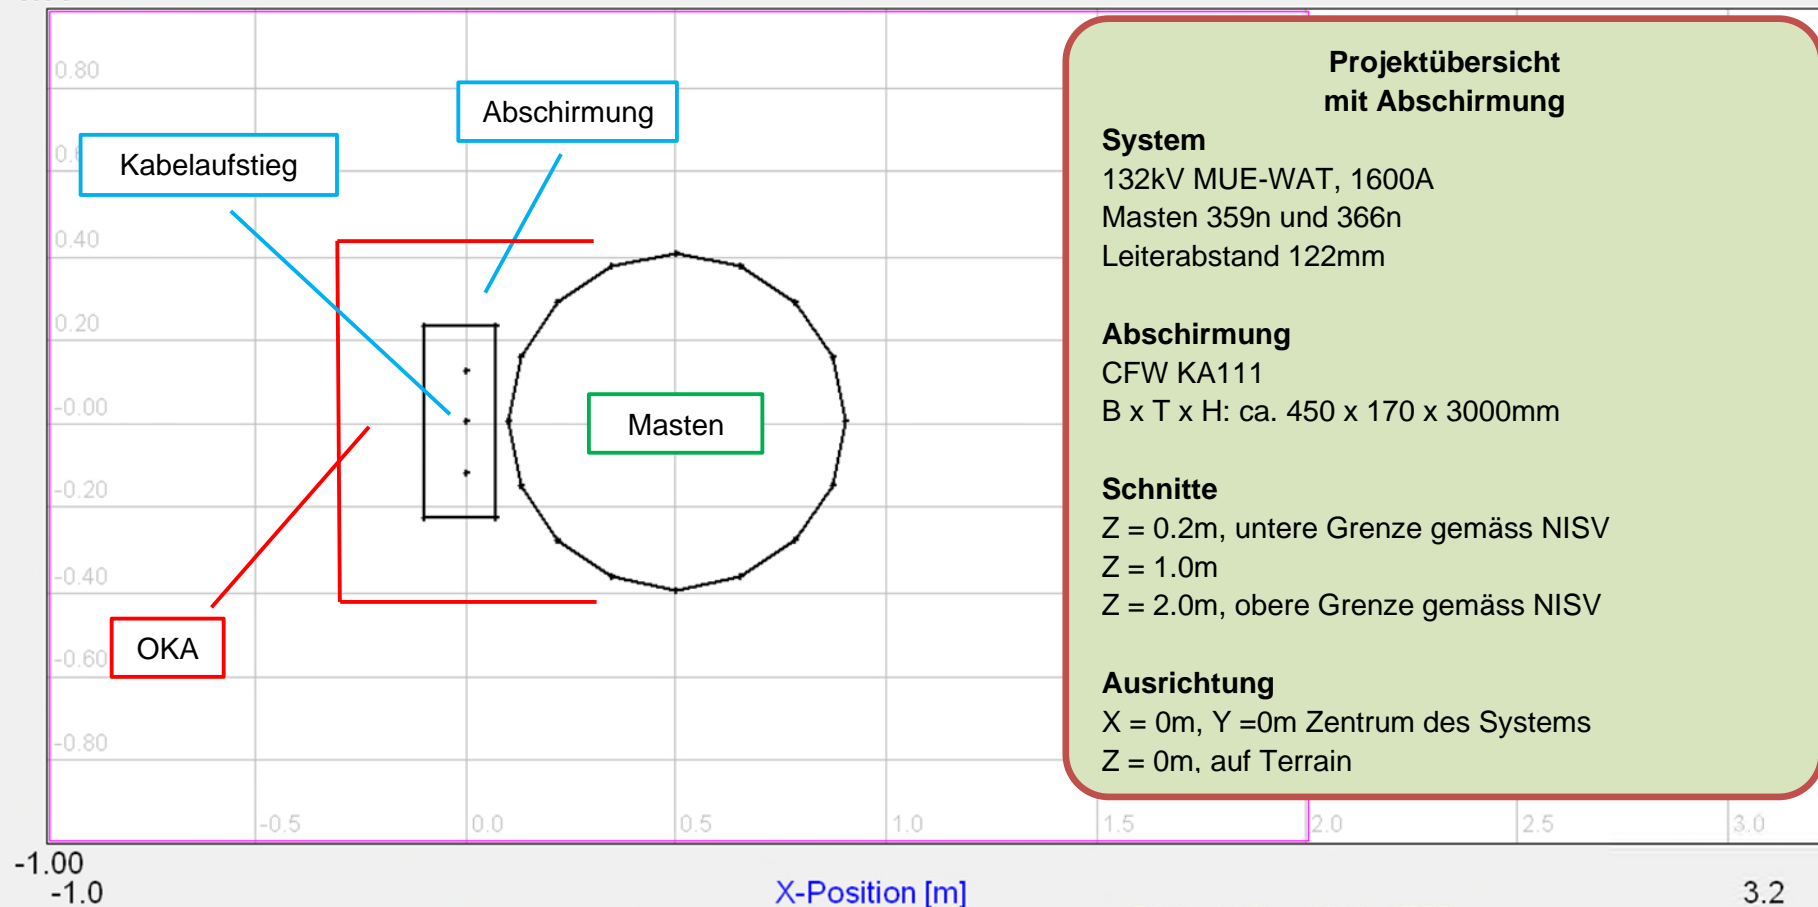 0.80
Abschirmung
Kabelaufstieg
0.40
0.20
-0.00
Masten
-0.20
-0.40
OKA
-0.60
-0.80
-0.5
0.0
0.5
1.0
1.5
2.0
2.5
3.0
-1.00
-1.0
X-Position [m]
3.2
Projektübersicht
mit Abschirmung
System
132kV MUE-WAT, 1600A
Masten 359n und 366n
Leiterabstand 122mm
Abschirmung
CFW KA111
B x T x H: ca. 450 x 170 x 3000mm
Schnitte
Z = 0.2m, untere Grenze gemäss NISV
Z = 1.0m
Z = 2.0m, obere Grenze gemäss NISV
Ausrichtung
X = 0m, Y =0m Zentrum des Systems
Z = 0m, auf Terrain